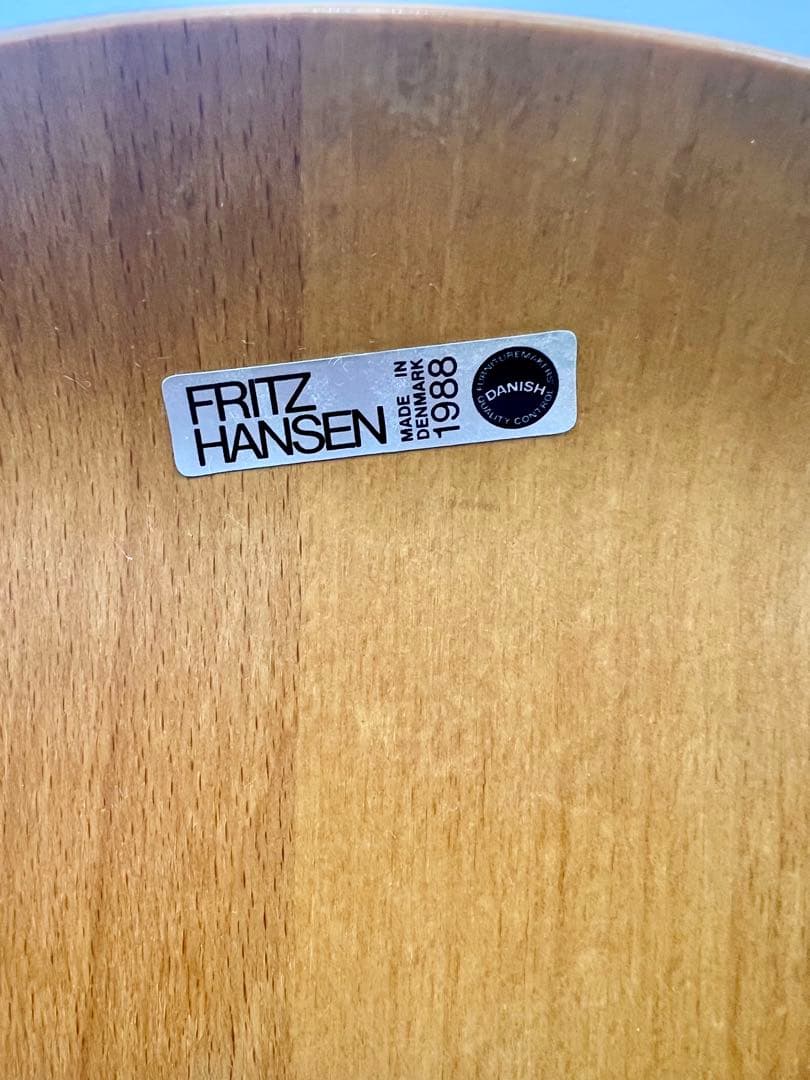 FRITZ
HANSEN
MADE IN
DENMARK
1988
FURNITUREMAKERS'
DANISH
QUALITY CONTROL